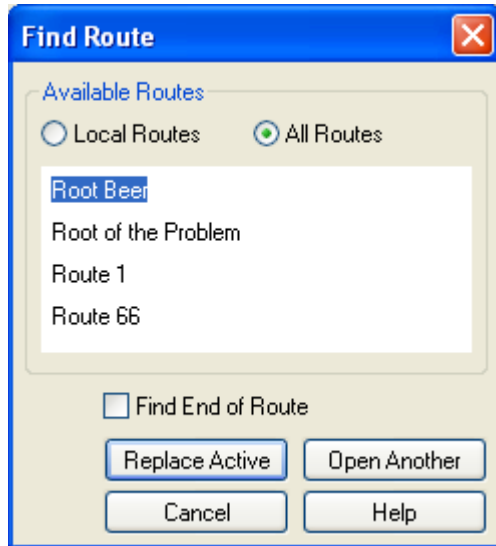 Find Route
Available Routes
Local Routes All Routes
Root Beer
Root of the Problem
Route 1
Route 66
Find End of Route
Replace Active Open Another
Cancel Help